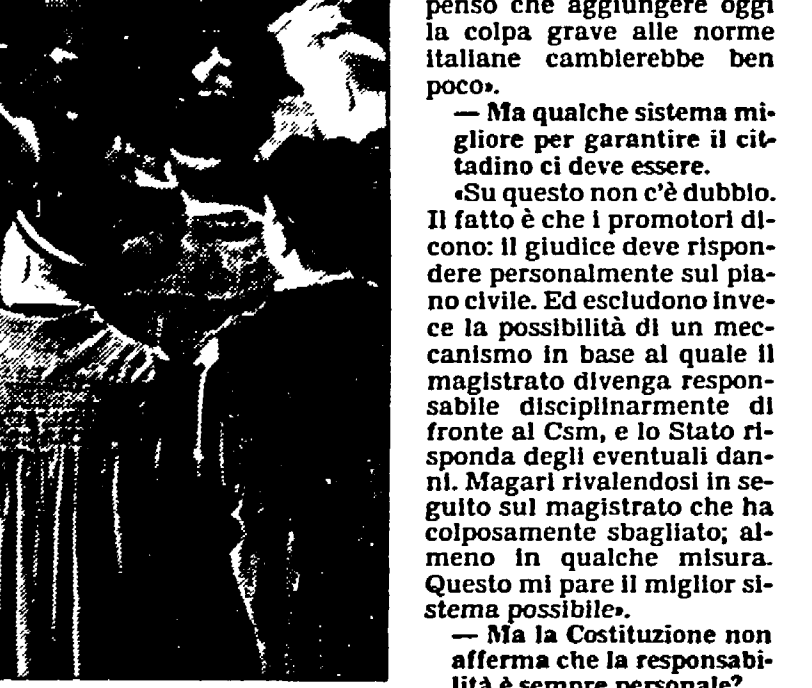 penso che aggiungere oggi
la colpa grave alle norme
italiane cambierebbe ben
poco».
— Ma qualche sistema mi-
gliore per garantire il cit-
tadino ci deve essere.
«Su questo non c'è dubbio.
Il fatto è che i promotori di-
cono: il giudice deve rispon-
dere personalmente sul pia-
no civile. Ed escludono inve-
ce la possibilità di un mec-
canismo in base al quale il
magistrato divenga respon-
sabile disciplinarmente di
fronte al Csm, e lo Stato ri-
sponda degli eventuali dan-
ni. Magari rivalendosi in se-
guito sul magistrato che ha
colposamente sbagliato; al-
meno in qualche misura.
Questo mi pare il miglior si-
stema possibile».
— Ma la Costituzione non
afferma che la responsabi-
lità è sempre personale?